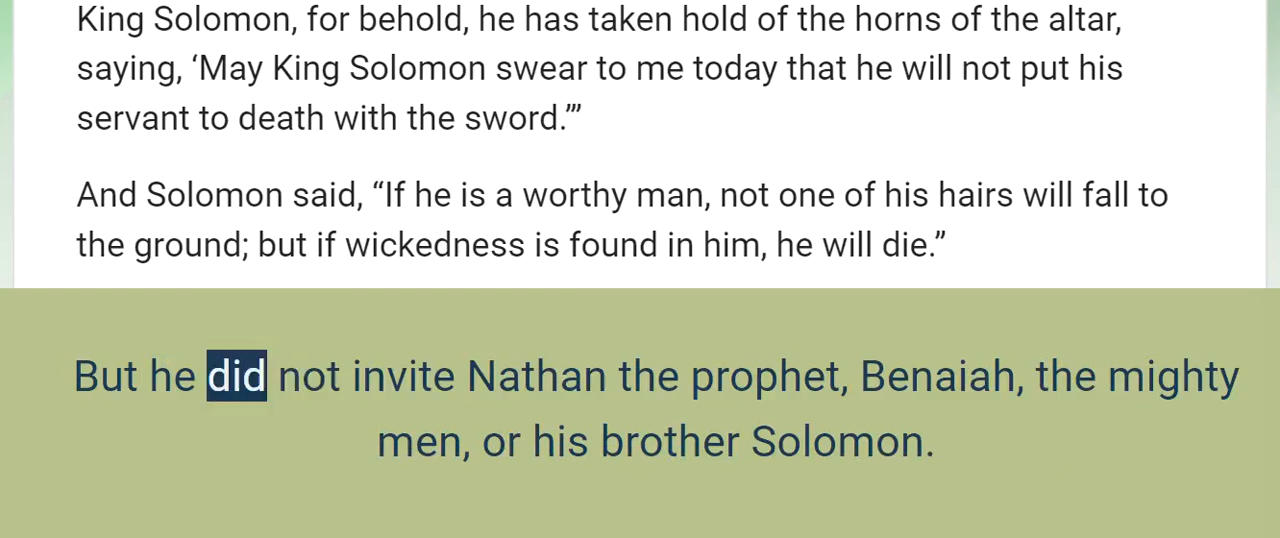 King Solomon, for behold, he has taken hold of the horns of the altar,
saying, ‘May King Solomon swear to me today that he will not put his
servant to death with the sword.’”
And Solomon said, “If he is a worthy man, not one of his hairs will fall to
the ground; but if wickedness is found in him, he will die.”
But he did not invite Nathan the prophet, Benaiah, the mighty
men, or his brother Solomon.